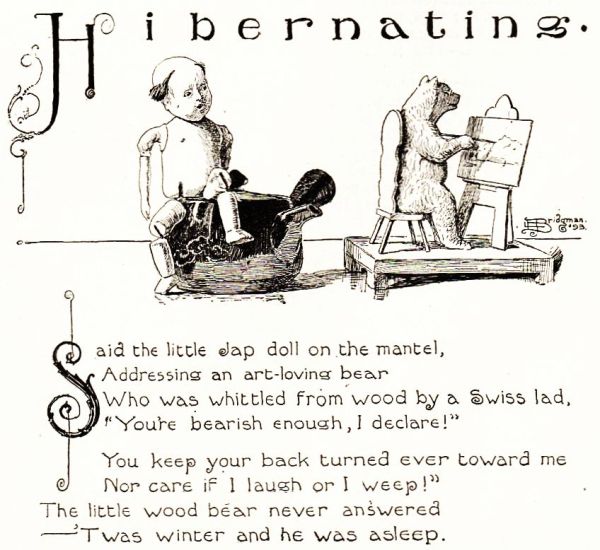 Hibernating.
Bridgman.
'93.
Said the little Jap doll on the mantel,
Addressing an art-loving bear
Who was whittled from wood by a Swiss lad,
"You're bearish enough, I declare!"
You keep your back turned ever toward me
Nor care if I laugh or I weep!"
The little wood bear never answered
—'Twas winter and he was asleep.